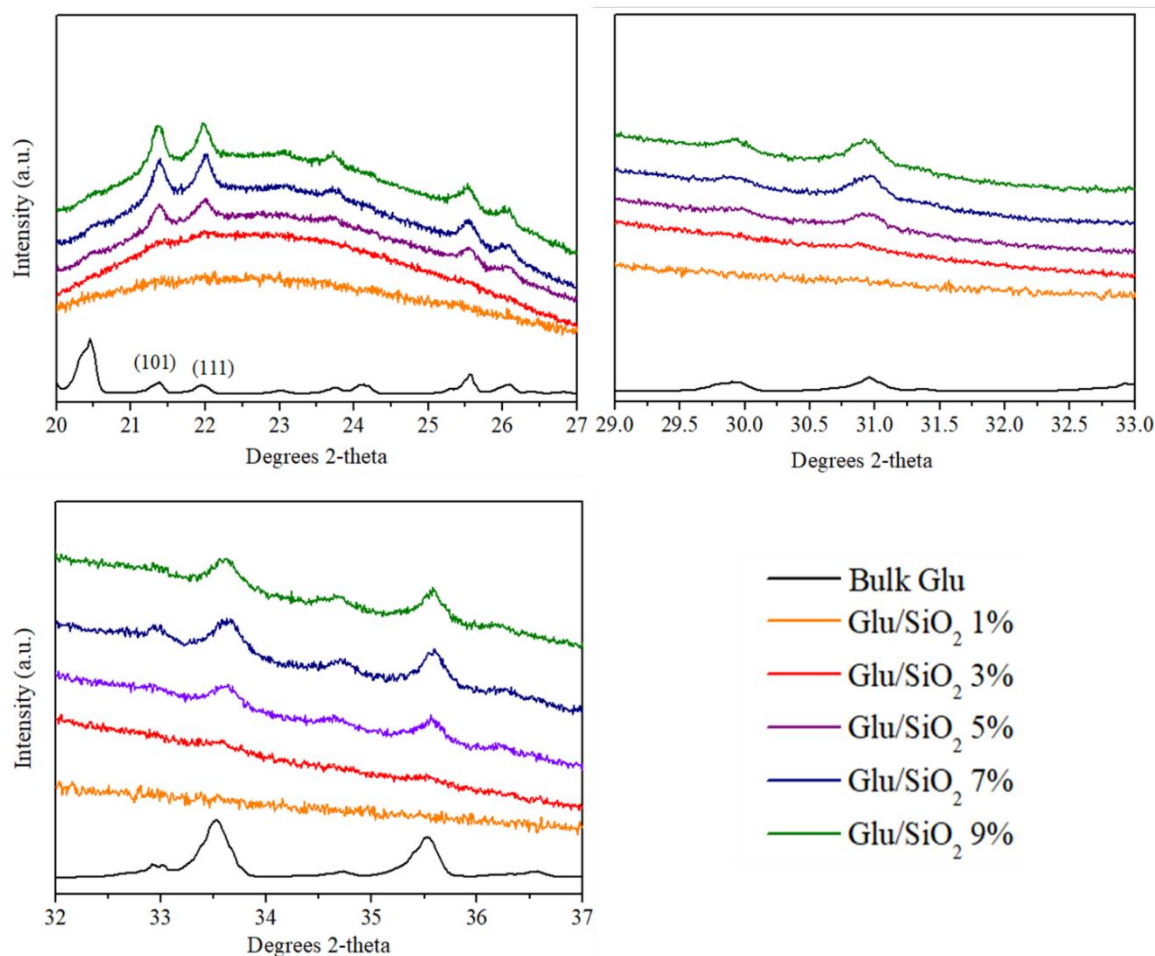 Intensity (a.u.)
(101)
(111)
20 21 22 23 24 25 26 27
Degrees 2-theta
29.0 29.5 30.0 30.5 31.0 31.5 32.0 32.5 33.0
Degrees 2-theta
Intensity (a.u.)
32 33 34 35 36 37
Degrees 2-theta
Bulk Glu
Glu/SiO₂ 1%
Glu/SiO₂ 3%
Glu/SiO₂ 5%
Glu/SiO₂ 7%
Glu/SiO₂ 9%